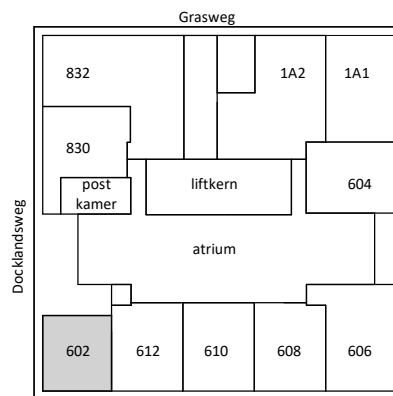 Grasweg
832
1A2
1A1
830
post
kamer
liftkern
604
atrium
Docklandsweg
602
612
610
608
606